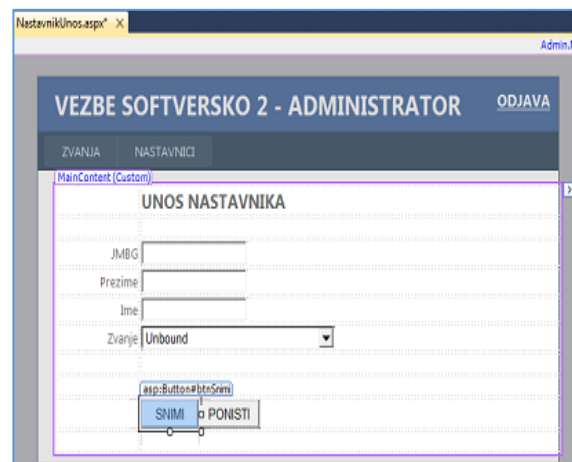 NastavnikUnos.aspx* ×
Admin.
VEZBE SOFTVERSKO 2 - ADMINISTRATOR
ODJAVA
ZVANJA NASTAVNICI
MainContent (Custom)
UNOS NASTAVNIKA
JMBG
Prezime
Ime
Zvanje Unbound
asp:Button#btnSnimi
SNIMI PONISTI